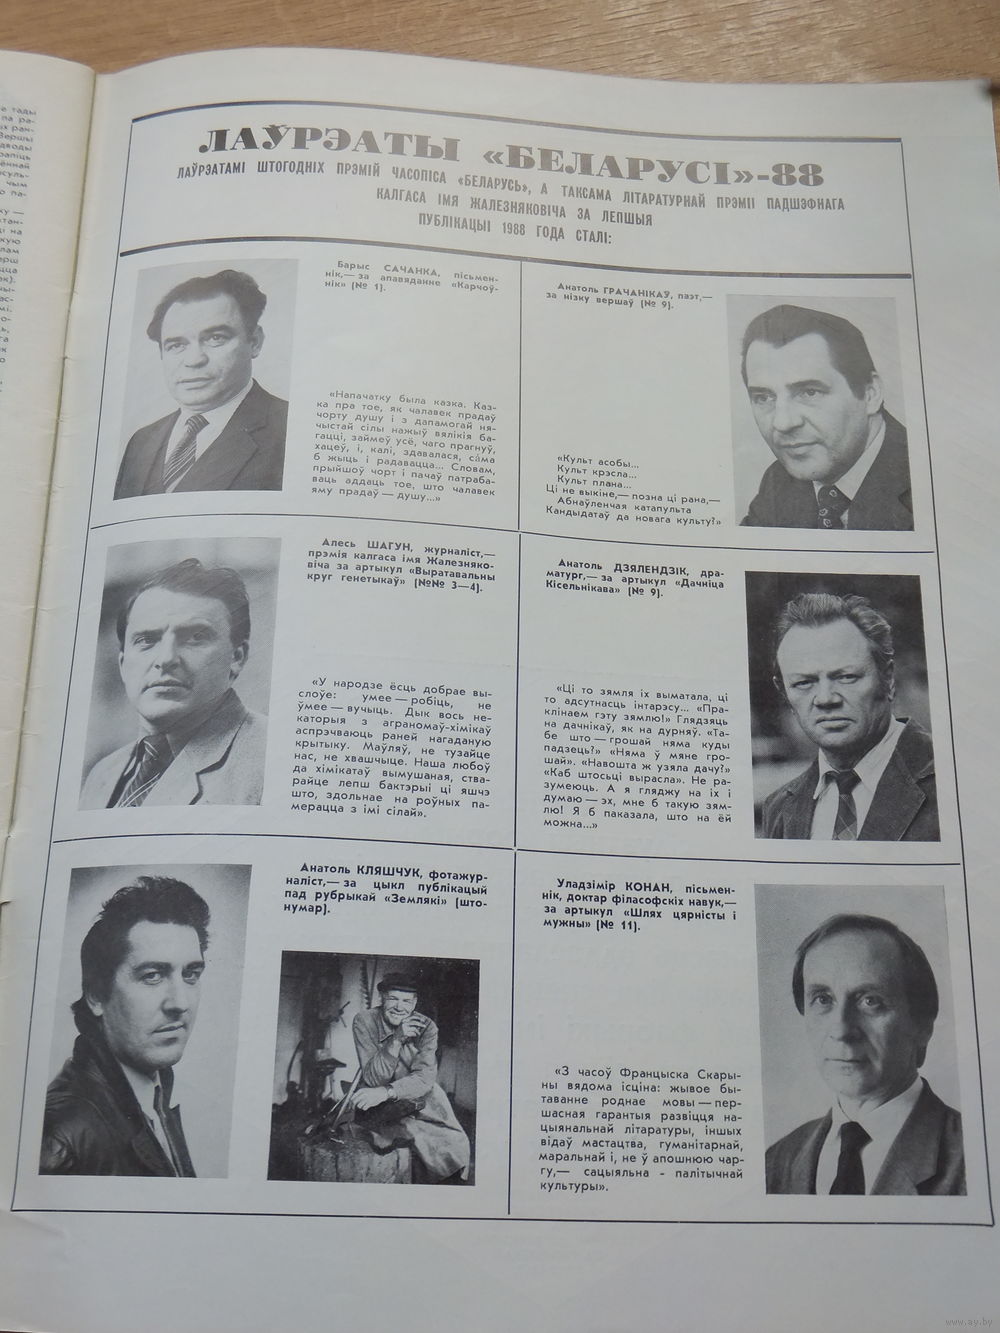 е тады
па ра-
Вершы
ЛАЎРЭАТЫ «БЕЛАРУСІ»-88
ЛАЎРЭАТАМІ ШТОГОДНІХ ПРЭМІЙ ЧАСОПІСА «БЕЛАРУСЬ», А ТАКСАМА ЛІТАРАТУРНАЙ ПРЭМІІ ПАДШЭФНАГА
КАЛГАСА ІМЯ ЖАЛЕЗНЯКОВІЧА ЗА ЛЕПШЫЯ
ПУБЛІКАЦЫІ 1988 ГОДА СТАЛІ:
Барыс САЧАНКА, пісьмен-
нік,— за апавяданне «Карчоў-
нік» (№ 1).
«Напачатку была казка. Каз-
ка пра тое, як чалавек прадаў
чорту душу і з дапамогай ня-
чыстай сілы нажыў вялікія ба-
гацці, займеў усё, чаго прагнуў,
хацеў, і, калі, здавалася, сама
б жыць і радавацца... Словам,
прыйшоў чорт і пачаў патраба-
ваць аддаць тое, што чалавек
яму прадаў — душу...»
Анатоль ГРАЧАНІКАЎ, паэт,—
за нізку вершаў (№ 9).
«Культ асобы...
Культ крэсла...
Культ плана...
Ці не выкіне,— позна ці рана,—
Абнаўленчая катапульта
Кандыдатаў да новага культу?»
Алесь ШАГУН, журналіст,—
прэмія калгаса імя Жалезняко-
віча за артыкул «Выратавальны
круг генетыкаў» (№№ 3—4).
«У народзе ёсць добрае вы-
слоўе: умее — робіць, не
ўмее — вучыць. Дык вось не-
каторыя з аграномаў-хімікаў
аспрэчваюць раней нагаданую
крытыку. Маўляў, не тузайце
нас, не хвашчыце. Наша любоў
да хімікатаў вымушаная, ства-
райце лепш бактэрыі ці яшчэ
што, здольнае на роўных па-
мерацца з імі сілай».
Анатоль ДЗЯЛЕНДЗІК, дра-
матург,— за артыкул «Дачніца
Кісельнікава» (№ 9).
«Ці то зямля іх выматала, ці
то адсутнасць інтарэсу... «Пра-
клінаем гэту зямлю!» Глядзяць
на дачнікаў, як на дурняў. «Та-
бе што — грошай няма куды
падзець?» «Няма ў мяне гро-
шай». «Навошта ж узяла дачу?»
«Каб штосьці вырасла». Не ра-
зумеюць. А я гляджу на іх і
думаю — эх, мне б такую зям-
лю! Я б паказала, што на ёй
можна...»
Анатоль КЛЯШЧУК, фотажур-
наліст,— за цыкл публікацый
пад рубрыкай «Землякі» (што-
нумар).
Уладзімір КОНАН, пісьмен-
нік, доктар філасофскіх навук,—
за артыкул «Шлях цярністы і
мужны» (№ 11).
«З часоў Францыска Скары-
ны вядома ісціна: жывое бы-
таванне роднае мовы — пер-
шасная гарантыя развіцця на-
цыянальнай літаратуры, іншых
відаў мастацтва, гуманітарнай,
маральнай і, не ў апошнюю чар-
гу,— сацыяльна - палітычнай
культуры».
www.ay.by